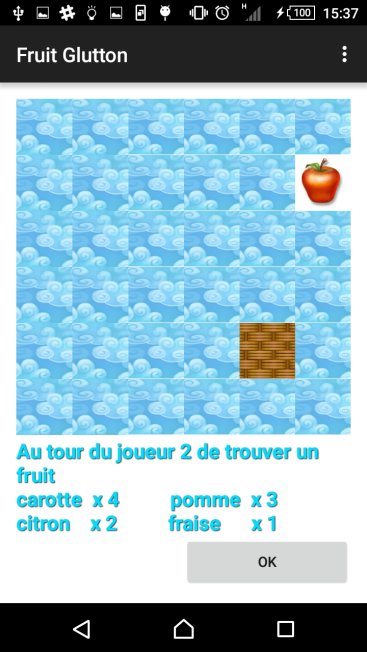 H 100 15:37
Fruit Glutton
Au tour du joueur 2 de trouver un
fruit
carotte x 4 pomme x 3
citron x 2 fraise x 1
OK